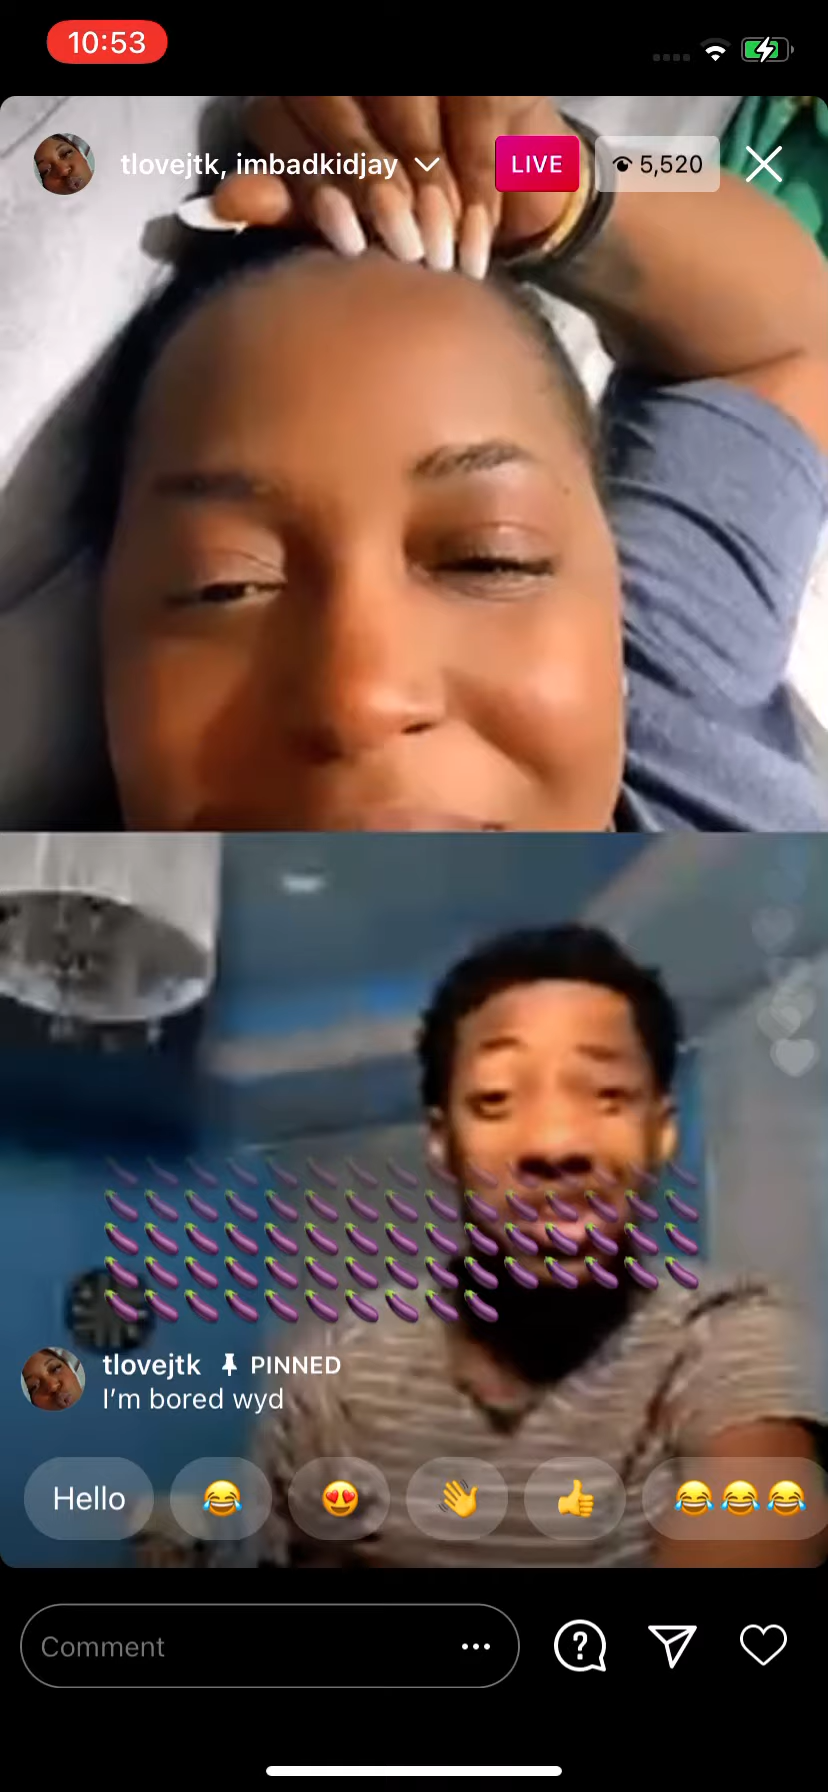 10:53
tlovejtk, imbadkidjay
LIVE
5,520
tlovejtk PINNED
I'm bored wyd
Hello
Comment